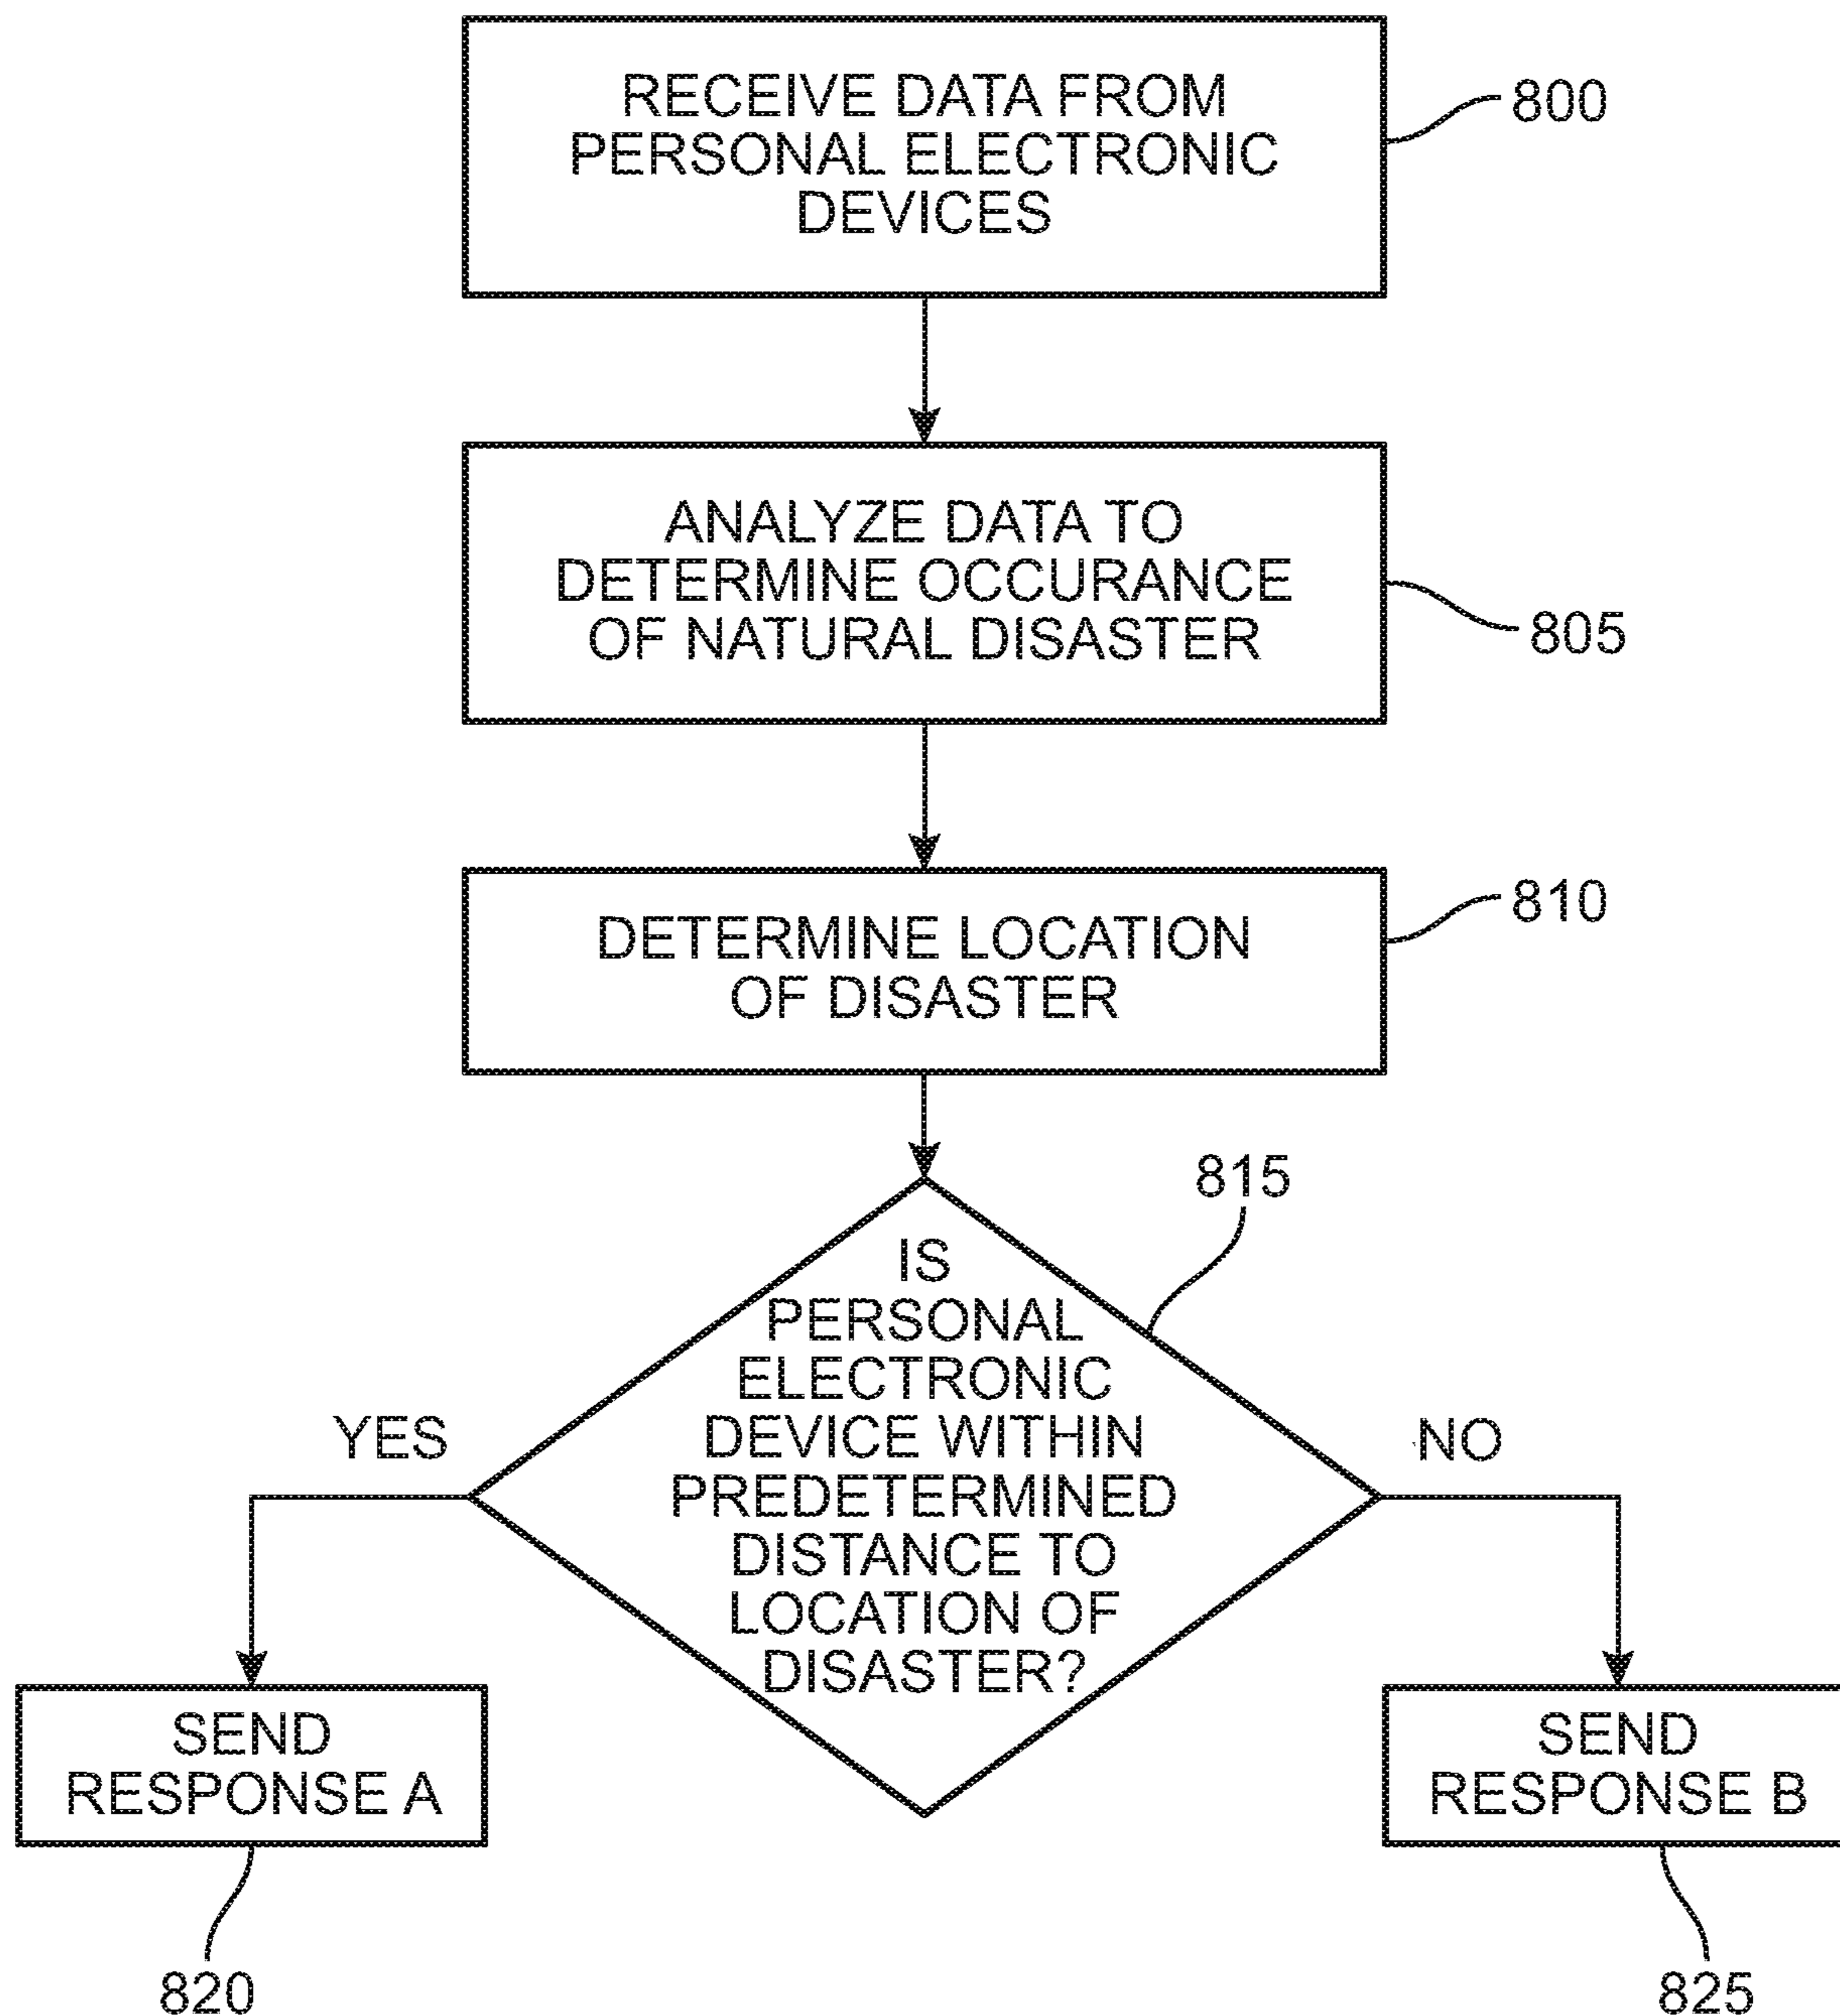 RECEIVE DATA FROM
PERSONAL ELECTRONIC
DEVICES
800
ANALYZE DATA TO
DETERMINE OCCURANCE
OF NATURAL DISASTER
805
DETERMINE LOCATION
OF DISASTER
810
815
IS
PERSONAL
ELECTRONIC
DEVICE WITHIN
PREDETERMINED
DISTANCE TO
LOCATION OF
DISASTER?
YES
NO
SEND
RESPONSE A
820
SEND
RESPONSE B
825